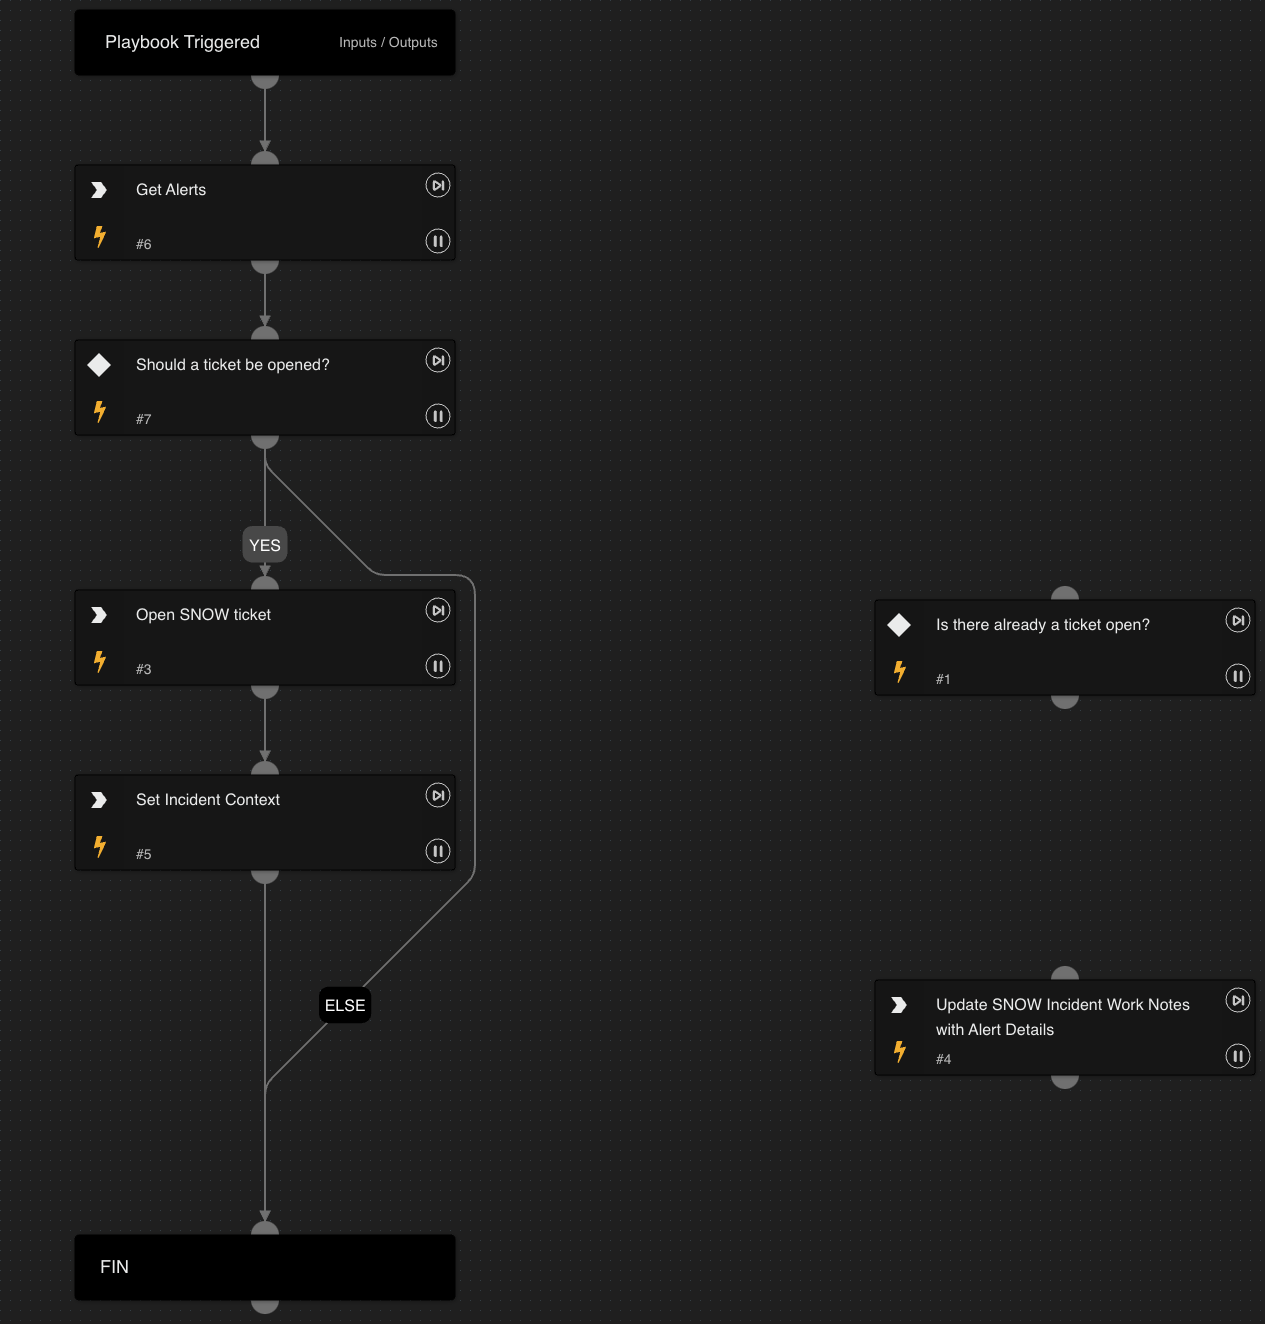 Playbook Triggered
Inputs / Outputs
Get Alerts
#6
Should a ticket be opened?
#7
YES
Open SNOW ticket
#3
Set Incident Context
#5
ELSE
FIN
Is there already a ticket open?
#1
Update SNOW Incident Work Notes
with Alert Details
#4